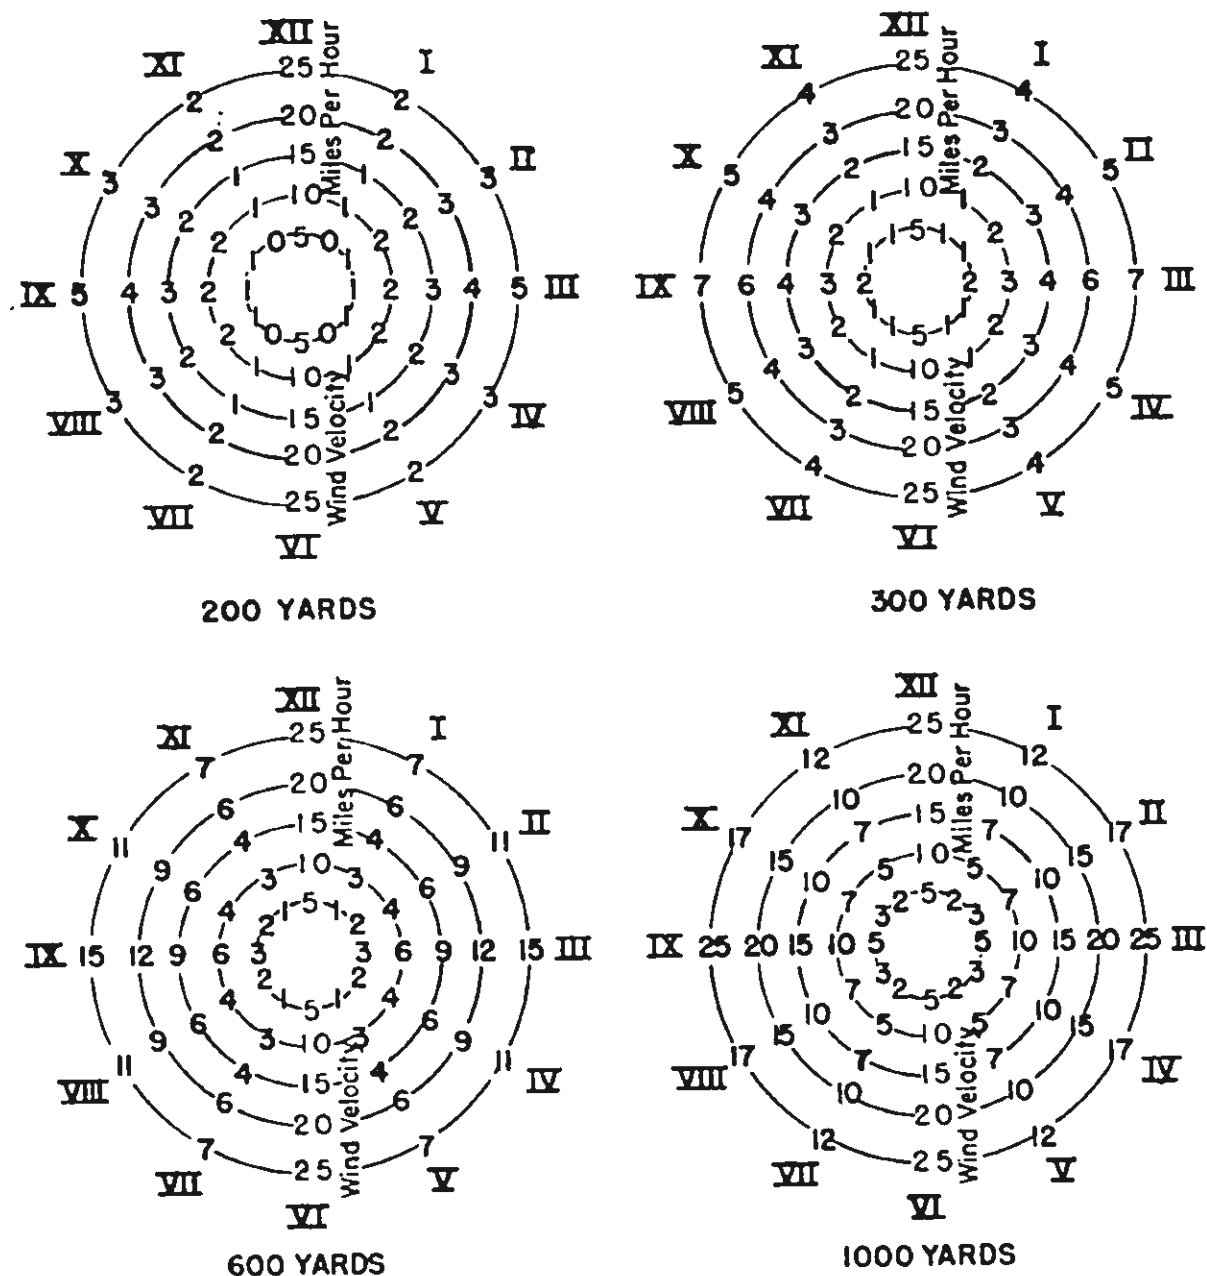 XII
XI 25 I
2 2
20
2 2
X 15 II
3 1 1 3
3 10 3
2 1 1 2
2 0 5 0 2
1 1
IX 5 4 3 2 1 1 2 3 4 5 III
1 1
2 0 5 0 2
2 1 1 2
3 10 3
3 1 1 3
VIII 15 IV
2 2
20
2 2
VII 25 V
VI
Miles Per Hour
Wind Velocity
200 YARDS
XII
XI 25 I
4 4
20
3 3
X 15 II
5 2 2 5
4 10 4
3 1 1 3
2 1 5 1 2
1 1
IX 7 6 4 3 2 2 3 4 6 7 III
1 1
2 1 5 1 2
3 1 1 3
4 10 4
5 2 2 5
VIII 15 IV
3 3
20
4 4
VII 25 V
VI
Miles Per Hour
Wind Velocity
300 YARDS
XII
XI 25 I
7 7
20
6 6
X 15 II
11 4 4 11
9 10 9
6 3 3 6
4 1 5 1 4
2 2
IX 15 12 9 6 3 3 6 9 12 15 III
2 2
4 1 5 1 4
6 3 3 6
9 10 9
11 4 4 11
VIII 15 IV
6 6
20
7 7
VII 25 V
VI
Miles Per Hour
Wind Velocity
600 YARDS
XII
XI 25 I
12 12
20
10 10
X 15 II
17 7 7 17
15 10 15
10 5 5 10
7 2 5 2 7
3 3
IX 25 20 15 10 5 5 10 15 20 25 III
3 3
7 2 5 2 7
10 5 5 10
15 10 15
17 7 7 17
VIII 15 IV
10 10
20
12 12
VII 25 V
VI
Miles Per Hour
Wind Velocity
1000 YARDS